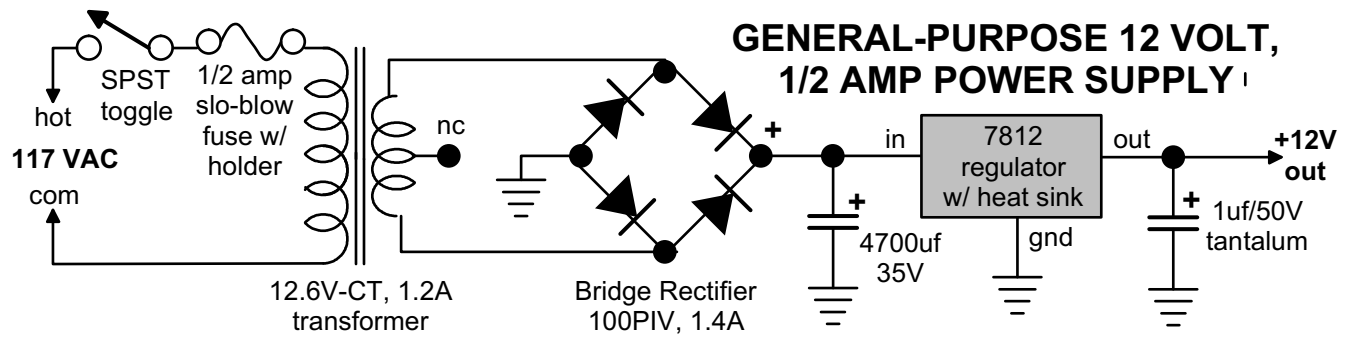 GENERAL-PURPOSE 12 VOLT,
1/2 AMP POWER SUPPLY
SPST
toggle
1/2 amp
slo-blow
fuse w/
holder
hot
117 VAC
com
nc
12.6V-CT, 1.2A
transformer
Bridge Rectifier
100PIV, 1.4A
+
+
4700uf
35V
in
7812
regulator
w/ heat sink
out
gnd
+12V
out
+
1uf/50V
tantalum